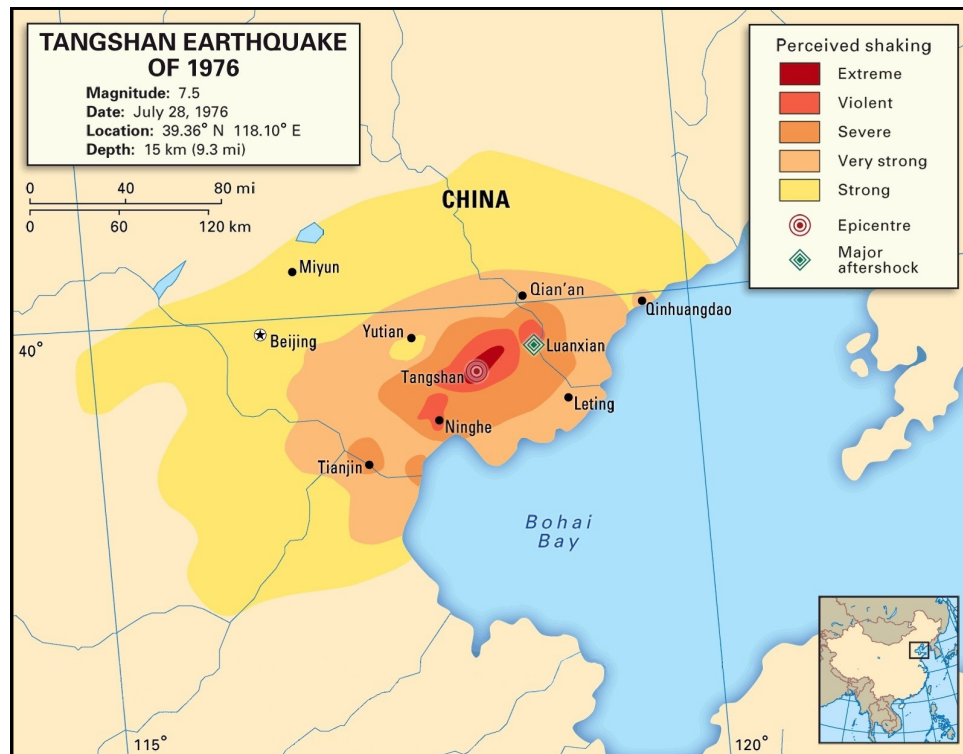 TANGSHAN EARTHQUAKE
OF 1976
Magnitude: 7.5
Date: July 28, 1976
Location: 39.36° N 118.10° E
Depth: 15 km (9.3 mi)
0 40 80 mi
0 60 120 km
Perceived shaking
Extreme
Violent
Severe
Very strong
Strong
Epicentre
Major
aftershock
CHINA
Miyun
Qian'an
Qinhuangdao
Beijing
Yutian
Luanxian
40°
Tangshan
Leting
Ninghe
Tianjin
Bohai
Bay
115°
120°